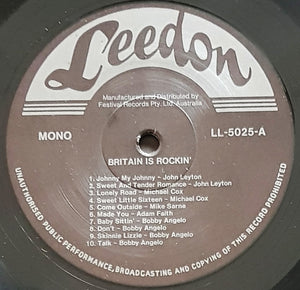 Leedon
Manufactured and Distributed by
Festival Records Pty. Ltd. Australia
MONO
LL-5025-A
BRITAIN IS ROCKIN'
1. Johnny My Johnny - John Leyton
2. Sweet And Tender Romance - John Leyton
3. Lonely Road - Michael Cox
4. Sweet Little Sixteen - Michael Cox
5. Come Outside - Mike Sarne
6. Made You - Adam Faith
7. Baby Sittin' - Bobby Angelo
8. Don't - Bobby Angelo
9. Skinnie Lizzie - Bobby Angelo
10. Talk - Bobby Angelo
UNAUTHORISED PUBLIC PERFORMANCE, BROADCASTING AND COPYING OF THIS RECORD PROHIBITED